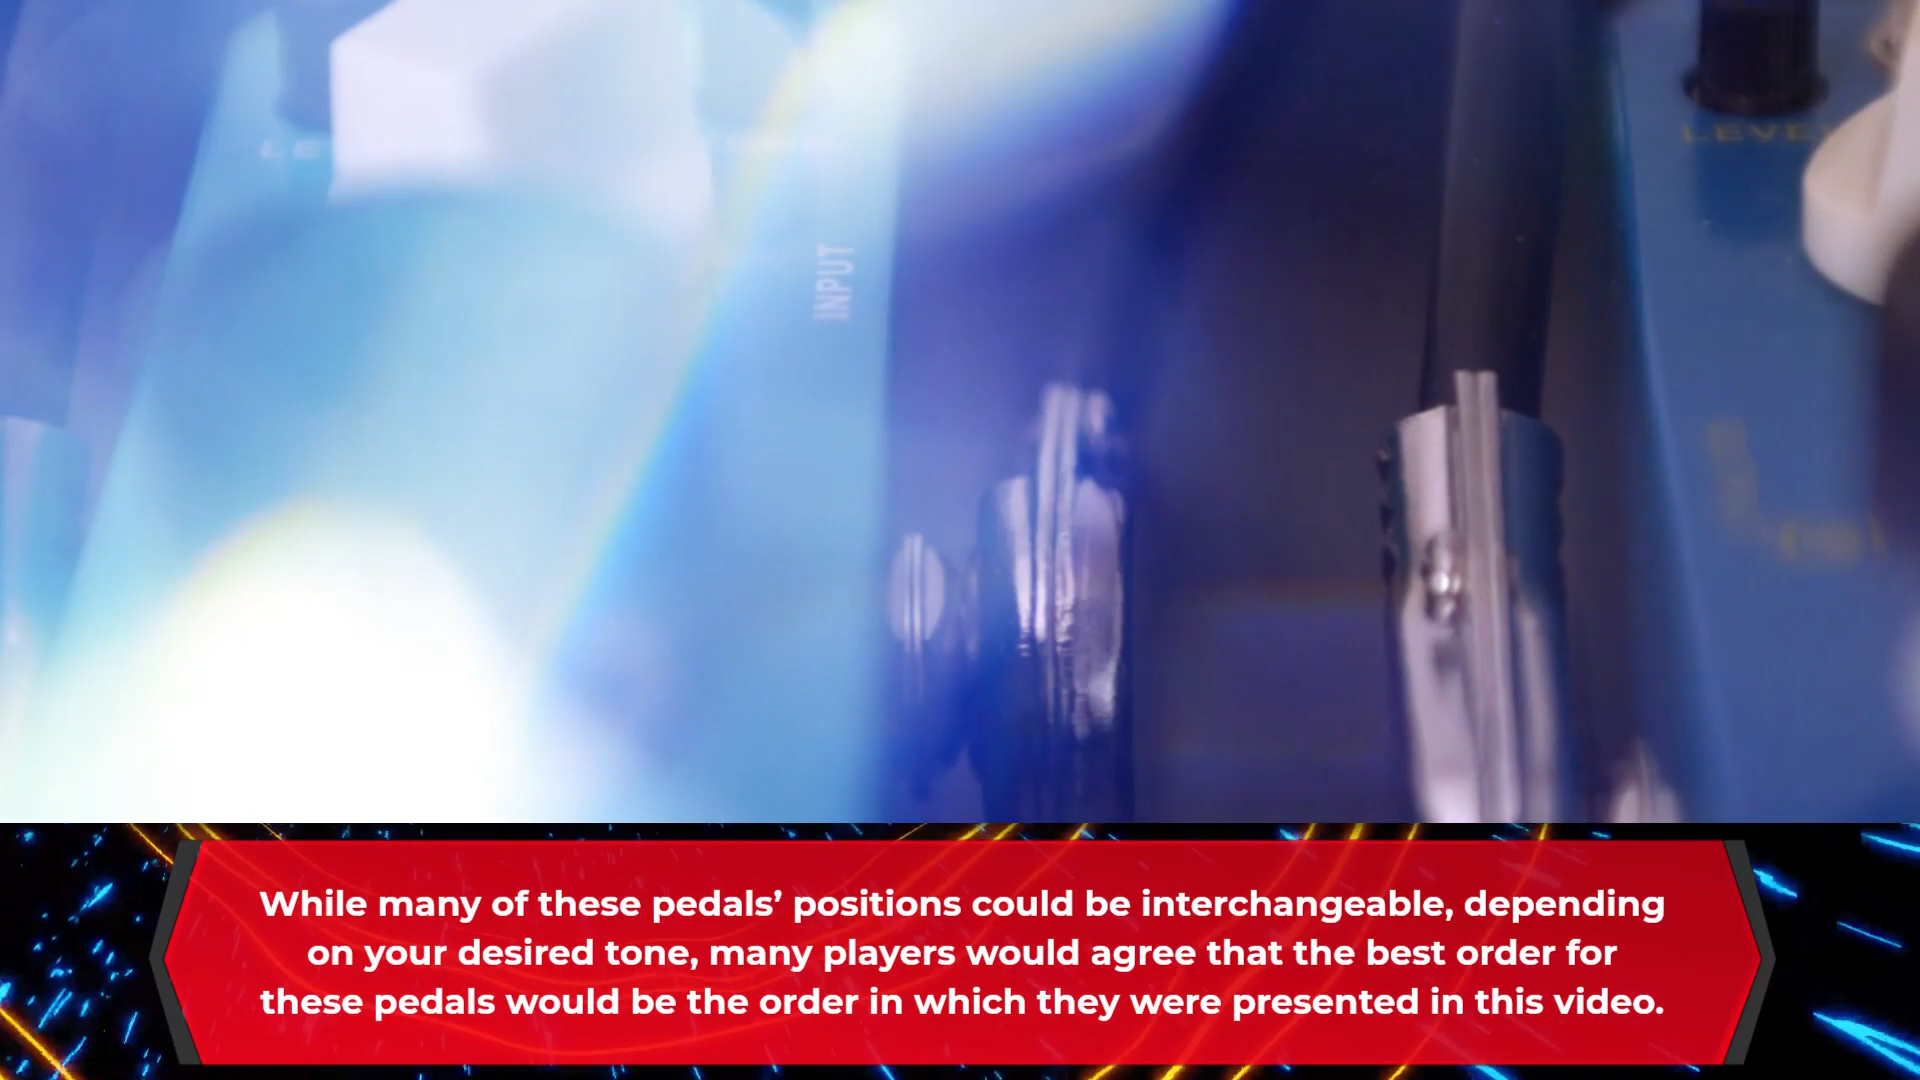 INPUT
LEVE
While many of these pedals’ positions could be interchangeable, depending
on your desired tone, many players would agree that the best order for
these pedals would be the order in which they were presented in this video.